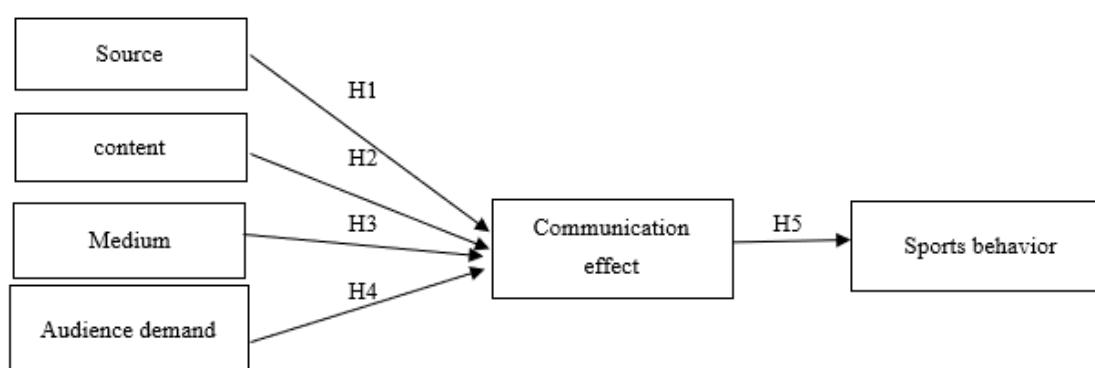 Source
H1
content
H2
Medium
H3
Audience demand
H4
Communication
effect
H5
Sports behavior